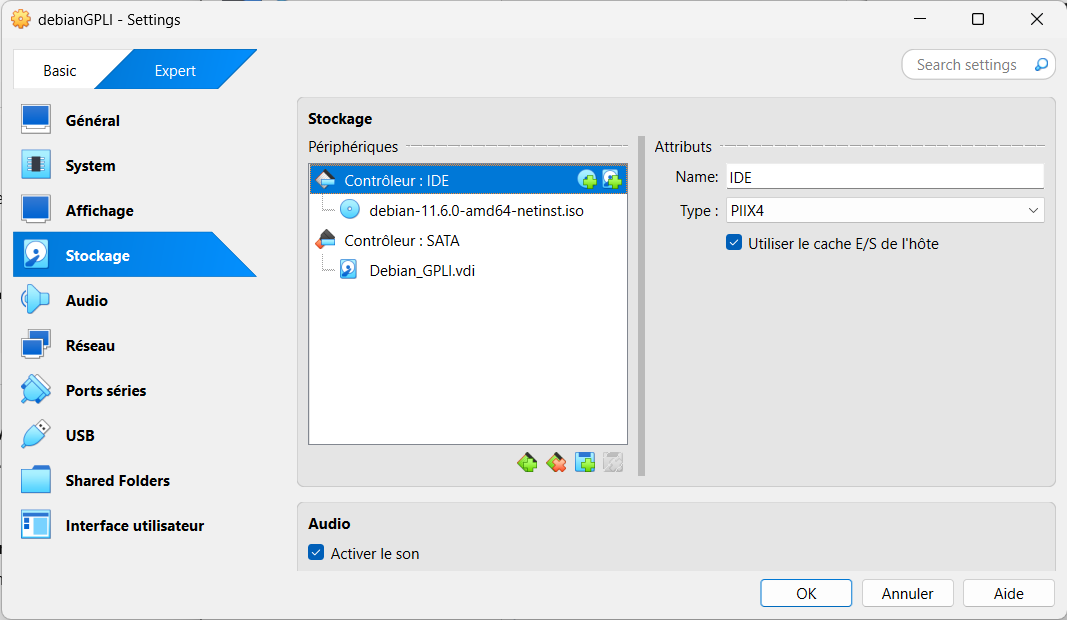 debianGPLI - Settings
Basic
Expert
Search settings
Général
System
Affichage
Stockage
Audio
Réseau
Ports séries
USB
Shared Folders
Interface utilisateur
Stockage
Périphériques
Contrôleur : IDE
debian-11.6.0-amd64-netinst.iso
Contrôleur : SATA
Debian_GPLI.vdi
Attributs
Name: IDE
Type : PIIX4
Utiliser le cache E/S de l'hôte
Audio
Activer le son
OK
Annuler
Aide